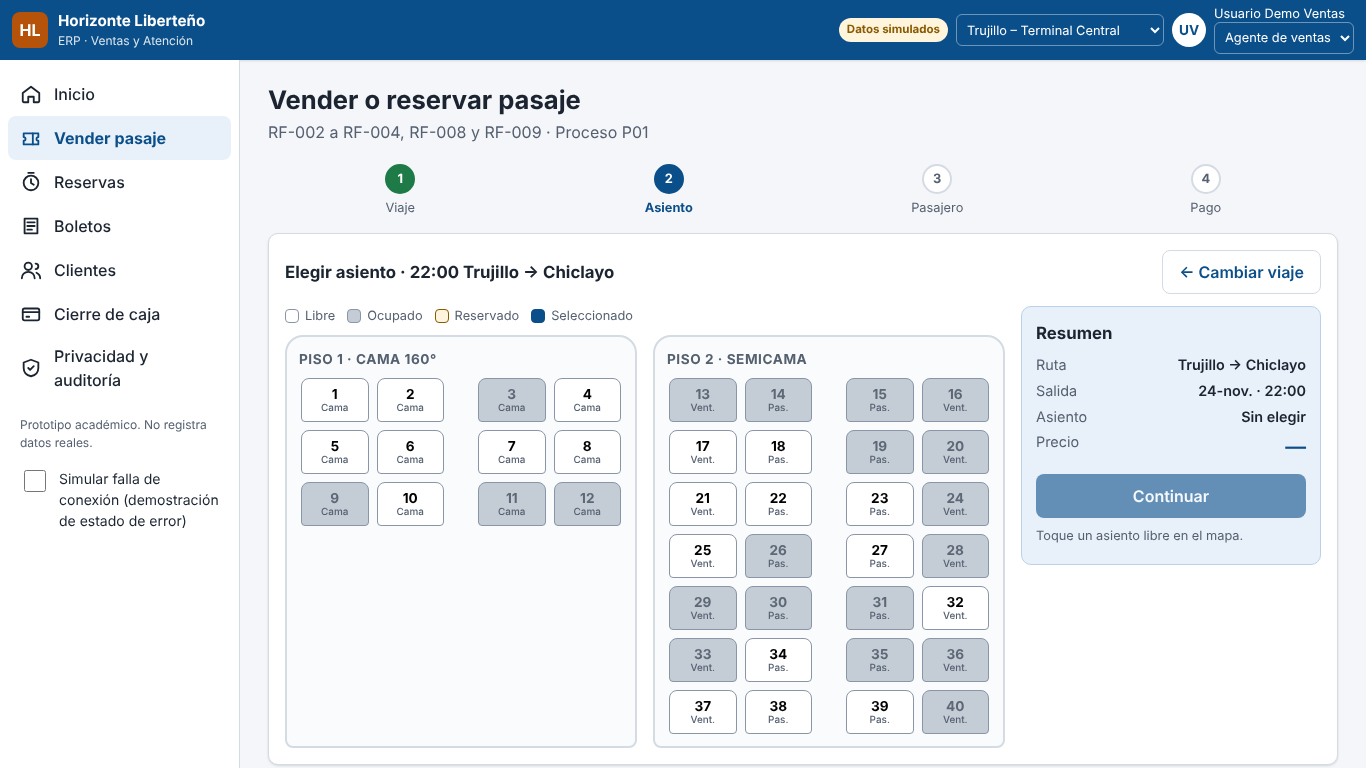 HL
Horizonte Liberteño
ERP · Ventas y Atención
Datos simulados
Trujillo – Terminal Central
UV
Usuario Demo Ventas
Agente de ventas
Inicio
Vender pasaje
Reservas
Boletos
Clientes
Cierre de caja
Privacidad y
auditoría
Prototipo académico. No registra
datos reales.
Simular falla de
conexión (demostración
de estado de error)
Vender o reservar pasaje
RF-002 a RF-004, RF-008 y RF-009 · Proceso P01
1 2 3 4
Viaje Asiento Pasajero Pago
Elegir asiento · 22:00 Trujillo → Chiclayo
← Cambiar viaje
Libre Ocupado Reservado Seleccionado
PISO 1 · CAMA 160°
1 2 3 4
Cama Cama Cama Cama
5 6 7 8
Cama Cama Cama Cama
9 10 11 12
Cama Cama Cama Cama
PISO 2 · SEMICAMA
13 14 15 16
Vent. Pas. Pas. Vent.
17 18 19 20
Vent. Pas. Pas. Vent.
21 22 23 24
Vent. Pas. Pas. Vent.
25 26 27 28
Vent. Pas. Pas. Vent.
29 30 31 32
Vent. Pas. Pas. Vent.
33 34 35 36
Vent. Pas. Pas. Vent.
37 38 39 40
Vent. Pas. Pas. Vent.
Resumen
Ruta Trujillo → Chiclayo
Salida 24-nov. · 22:00
Asiento Sin elegir
Precio —
Continuar
Toque un asiento libre en el mapa.